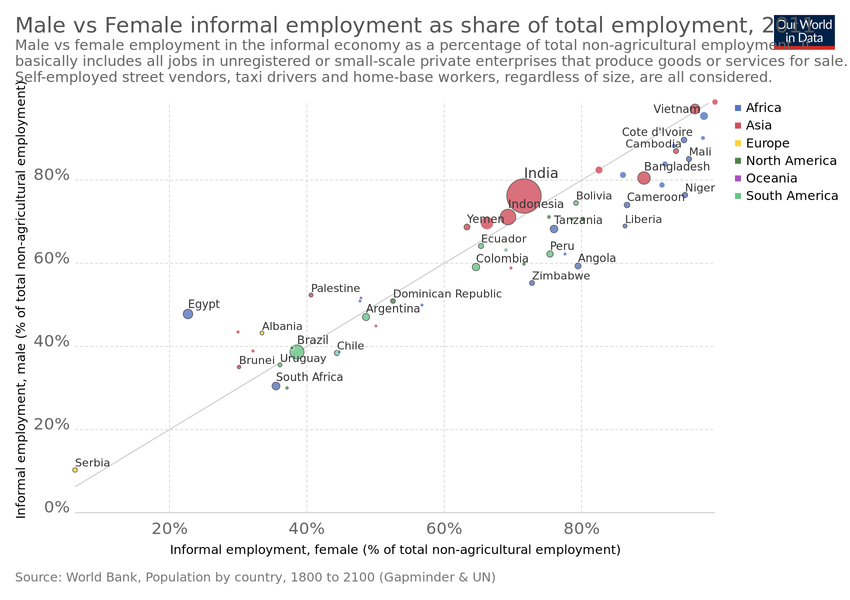 Male vs Female informal employment as share of total employment,
Our World
in Data
Male vs female employment in the informal economy as a percentage of total non-agricultural employment.
basically includes all jobs in unregistered or small-scale private enterprises that produce goods or services for sale.
Self-employed street vendors, taxi drivers and home-base workers, regardless of size, are all considered.
Informal employment, male (% of total non-agricultural employment)
80%
60%
40%
20%
0%
Vietnam
Cote d'Ivoire
Cambodia
Mali
Bangladesh
India
Niger
Bolivia
Cameroon
Indonesia
Yemen
Tanzania
Liberia
Ecuador
Peru
Colombia
Angola
Zimbabwe
Palestine
Dominican Republic
Egypt
Argentina
Albania
Brazil
Chile
Brunei
Uruguay
South Africa
Serbia
Africa
Asia
Europe
North America
Oceania
South America
20%
40%
60%
80%
Informal employment, female (% of total non-agricultural employment)
Source: World Bank, Population by country, 1800 to 2100 (Gapminder & UN)